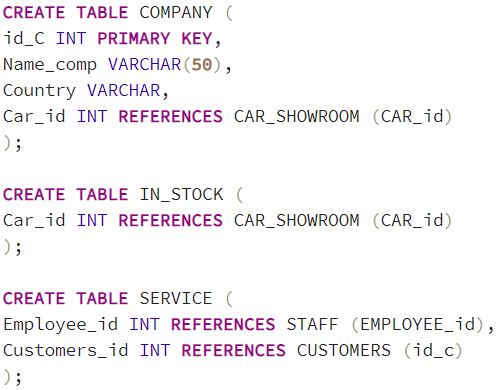 CREATE TABLE COMPANY (
id_C INT PRIMARY KEY,
Name_comp VARCHAR(50),
Country VARCHAR,
Car_id INT REFERENCES CAR_SHOWROOM (CAR_id)
);

CREATE TABLE IN_STOCK (
Car_id INT REFERENCES CAR_SHOWROOM (CAR_id)
);

CREATE TABLE SERVICE (
Employee_id INT REFERENCES STAFF (EMPLOYEE_id),
Customers_id INT REFERENCES CUSTOMERS (id_c)
);